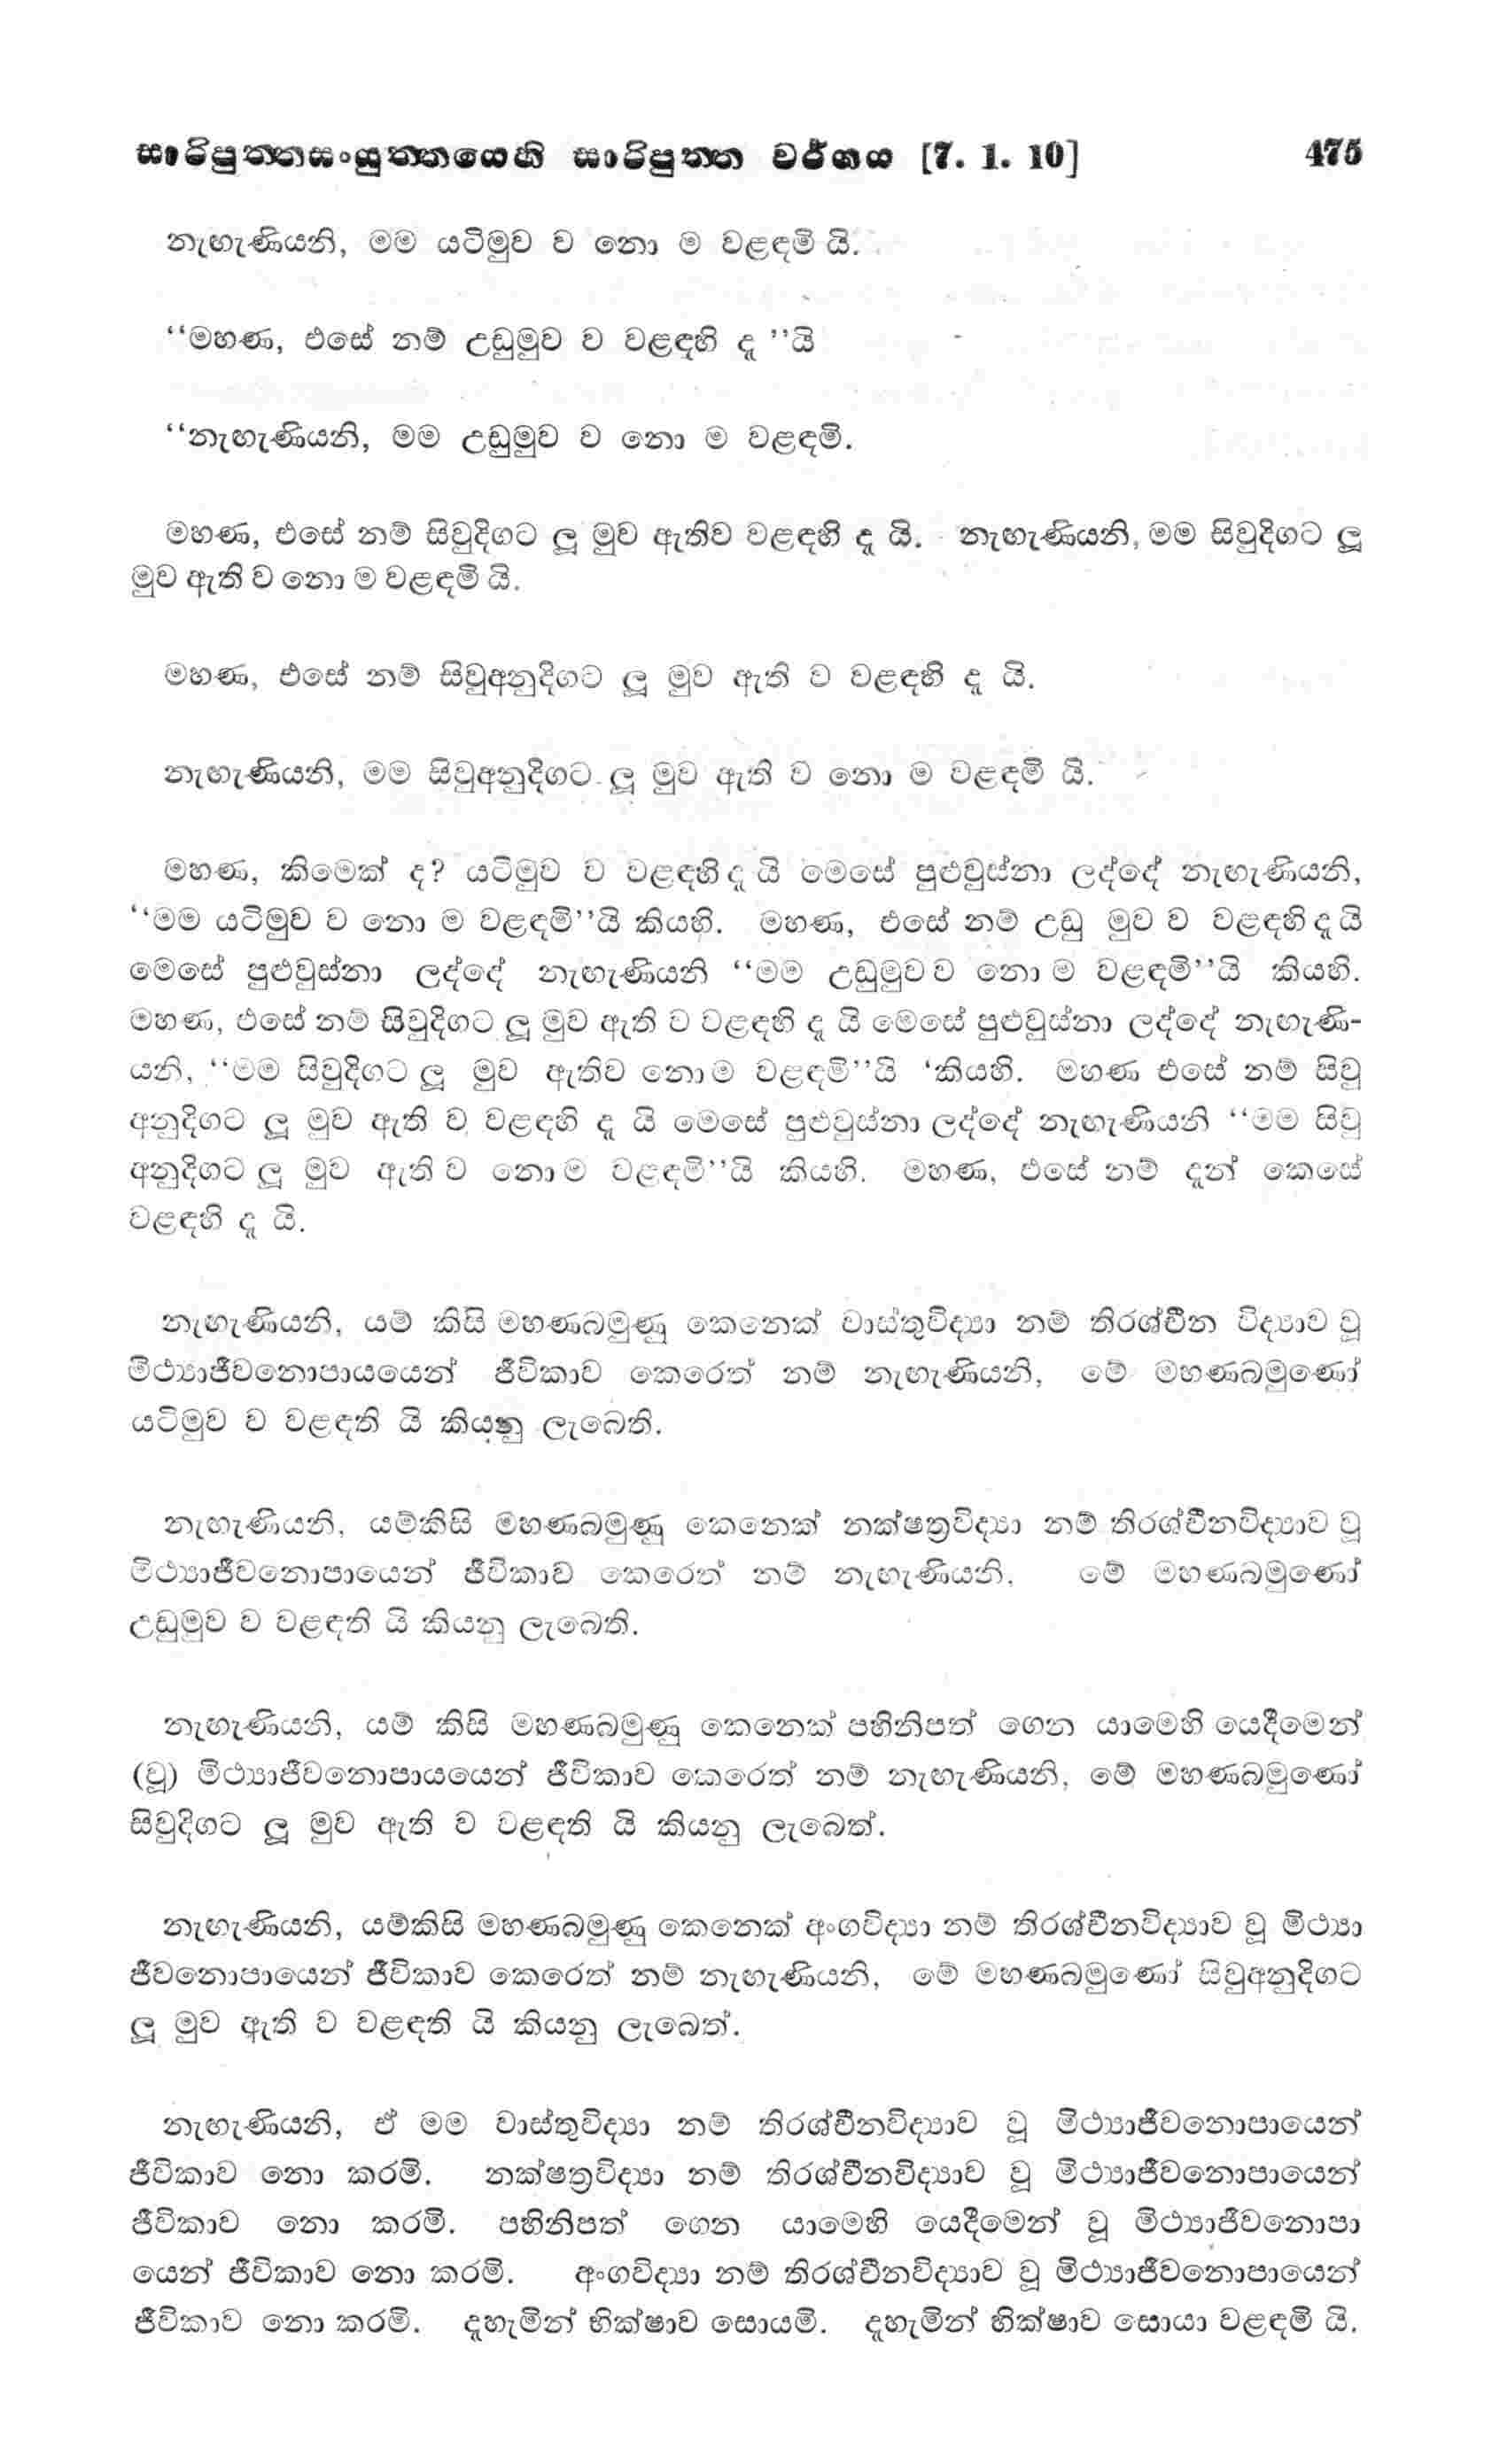 සාරිපුත්තසංයුත්තයෙහි සාරිපුත්ත වර්ගය [7. 1. 10] 475
නැඟැණියනි, මම යටිමුව ව නො ම වළඳමි යි.
‘‘මහණ, එසේ නම් උඩුමුව ව වළඳහි දැ ’’යි
‘‘නැඟැණියනි, මම උඩුමුව ව නො ම වළඳමි.
මහණ, එසේ නම් සිවුදිගට ලූ මුව ඇතිව වළඳහි දැ යි. නැඟැණියනි, මම සිවුදිගට ලූ
මුව ඇති ව නො ම වළඳමි යි.
මහණ, එසේ නම් සිවුඅනුදිගට ලූ මුව ඇති ව වළඳහි දැ යි.
නැඟැණියනි, මම සිවුඅනුදිගට ලූ මුව ඇති ව නො ම වළඳමි යි.
මහණ, කිමෙක් ද? යටිමුව ව වළඳහි දැ යි මෙසේ පුළුවුස්නා ලද්දේ නැඟැණියනි,
‘‘මම යටිමුව ව නො ම වළඳමි’’යි කියහි. මහණ, එසේ නම් උඩු මුව ව වළඳහි දැ යි
මෙසේ පුළුවුස්නා ලද්දේ නැඟැණියනි ‘‘මම උඩුමුව ව නො ම වළඳමි’’යි කියහි.
මහණ, එසේ නම් සිවුදිගට ලූ මුව ඇති ව වළඳහි දැ යි මෙසේ පුළුවුස්නා ලද්දේ නැඟැණි-
යනි, ‘‘මම සිවුදිගට ලූ මුව ඇතිව නොම වළඳමි’’යි ‘කියහි. මහණ එසේ නම් සිවු
අනුදිගට ලූ මුව ඇති ව වළඳහි දැ යි මෙසේ පුළුවුස්නා ලද්දේ නැඟැණියනි ‘‘මම සිවු
අනුදිගට ලූ මුව ඇති ව නොම වළඳමි’’යි කියහි. මහණ, එසේ නම් දැන් කෙසේ
වළඳහි දැ යි.
නැඟැණියනි, යම් කිසි මහණබමුණු කෙනෙක් වාස්තුවිද්‍යා නම් තිරශ්චීන විද්‍යාව වූ
මිථ්‍යාජීවනොපායයෙන් ජීවිකාව කෙරෙත් නම් නැඟැණියනි, මේ මහණබමුණෝ
යටිමුව ව වළඳති යි කියනු ලැබෙති.
නැඟැණියනි, යම්කිසි මහණබමුණු කෙනෙක් නක්ෂත්‍රවිද්‍යා නම් තිරශ්චීනවිද්‍යාව වූ
මිථ්‍යාජීවනොපායෙන් ජීවිකාව කෙරෙත් නම් නැඟැණියනි, මේ මහණබමුණෝ
උඩුමුව ව වළඳති යි කියනු ලැබෙති.
නැඟැණියනි, යම් කිසි මහණබමුණු කෙනෙක් පහිනිපත් ගෙන යාමෙහි යෙදීමෙන්
(වූ) මිථ්‍යාජීවනොපායයෙන් ජීවිකාව කෙරෙත් නම් නැඟැණියනි, මේ මහණබමුණෝ
සිවුදිගට ලූ මුව ඇති ව වළඳති යි කියනු ලැබෙත්.
නැඟැණියනි, යම්කිසි මහණබමුණු කෙනෙක් අංගවිද්‍යා නම් තිරශ්චීනවිද්‍යාව වූ මිථ්‍යා
ජීවනොපායෙන් ජීවිකාව කෙරෙත් නම් නැඟැණියනි, මේ මහණබමුණෝ සිවුඅනුදිගට
ලූ මුව ඇති ව වළඳති යි කියනු ලැබෙත්.
නැඟැණියනි, ඒ මම වාස්තුවිද්‍යා නම් තිරශ්චීනවිද්‍යාව වූ මිථ්‍යාජීවනොපායෙන්
ජීවිකාව නො කරමි. නක්ෂත්‍රවිද්‍යා නම් තිරශ්චීනවිද්‍යාව වූ මිථ්‍යාජීවනොපායෙන්
ජීවිකාව නො කරමි. පහිනිපත් ගෙන යාමෙහි යෙදීමෙන් වූ මිථ්‍යාජීවනොපා
යෙන් ජීවිකාව නො කරමි. අංගවිද්‍යා නම් තිරශ්චීනවිද්‍යාව වූ මිථ්‍යාජීවනොපායෙන්
ජීවිකාව නො කරමි. දැහැමින් භික්ෂාව සොයමි. දැහැමින් භික්ෂාව සොයා වළඳමි යි.